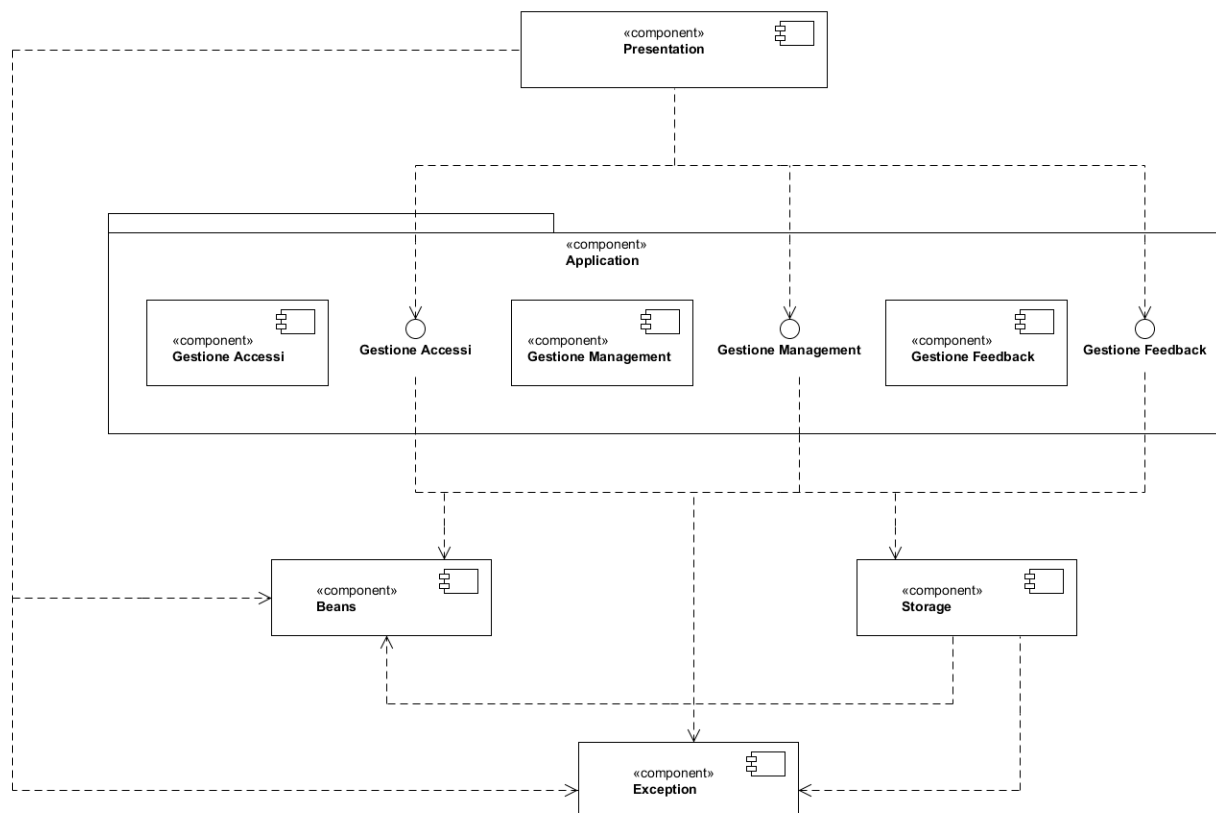 «component»
Presentation
«component»
Application
«component»
Gestione Accessi
Gestione Accessi
«component»
Gestione Management
Gestione Management
«component»
Gestione Feedback
Gestione Feedback
«component»
Beans
«component»
Storage
«component»
Exception